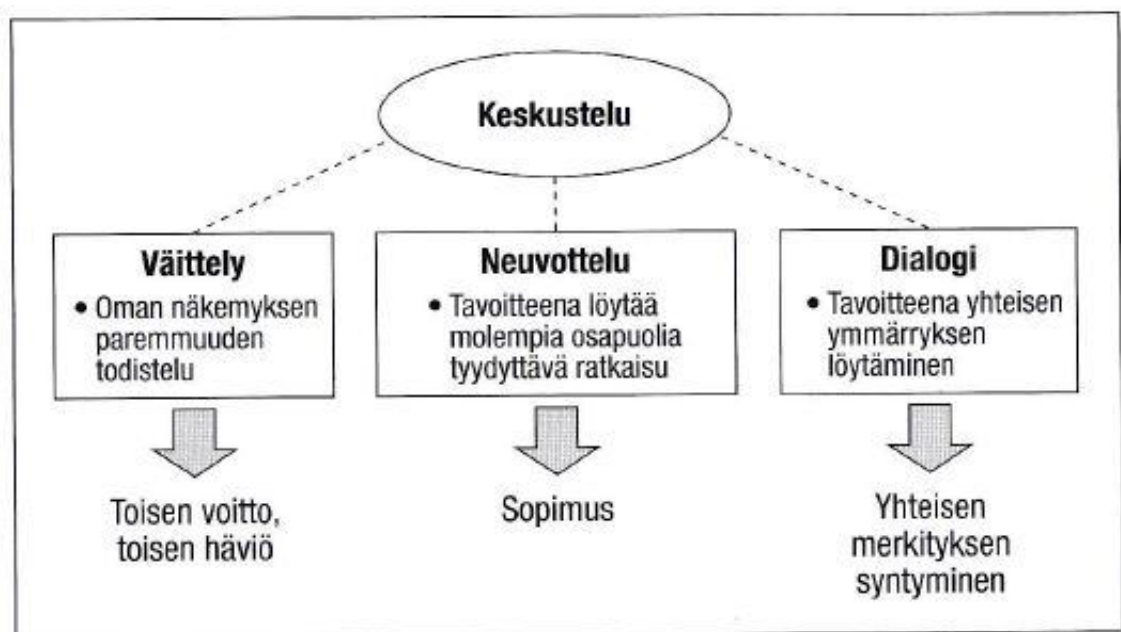 Keskustelu
Väittely
• Oman näkemyksen
paremmuuden
todistelu
Neuvottelu
• Tavoitteena löytää
molempia osapuolia
tyydyttävä ratkaisu
Dialogi
• Tavoitteena yhteisen
ymmärryksen
löytäminen
Toisen voitto,
toisen häviö
Sopimus
Yhteisen
merkityksen
syntyminen